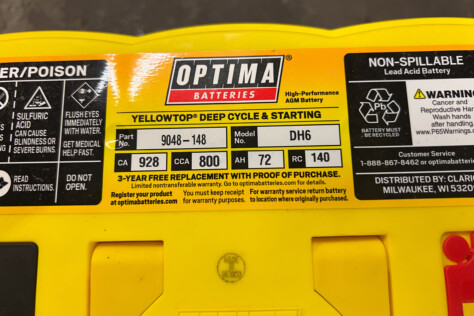 ER/POISON
SULFURIC
ACID
CAN CAUSE
BLINDNESS OR
SEVERE BURNS.
FLUSH EYES
IMMEDIATELY
WITH WATER.
GET MEDICAL
HELP FAST.
READ
INSTRUCTIONS.
DO NOT
OPEN.
OPTIMA®
BATTERIES
High-Performance
AGM Battery
YELLOWTOP® DEEP CYCLE & STARTING
Part No. 9048-148 Model No. DH6
CA 928 CCA 800 AH 72 RC 140
3-YEAR FREE REPLACEMENT WITH PROOF OF PURCHASE.
Limited nontransferable warranty. Go to optimabatteries.com for details.
Register your product at optimabatteries.com. You must keep receipt for warranty purposes. For warranty service return battery to location where originally purchased.
NON-SPILLABLE
Lead Acid Battery
Pb
BATTERY MUST
BE RECYCLED
WARNING
Cancer and
Reproductive Har
Wash hands
after handling.
www.P65Warnings.c
Customer Service
1-888-867-8462 or optimabatt
DISTRIBUTED BY: CLARIO
MILWAUKEE, WI 5320